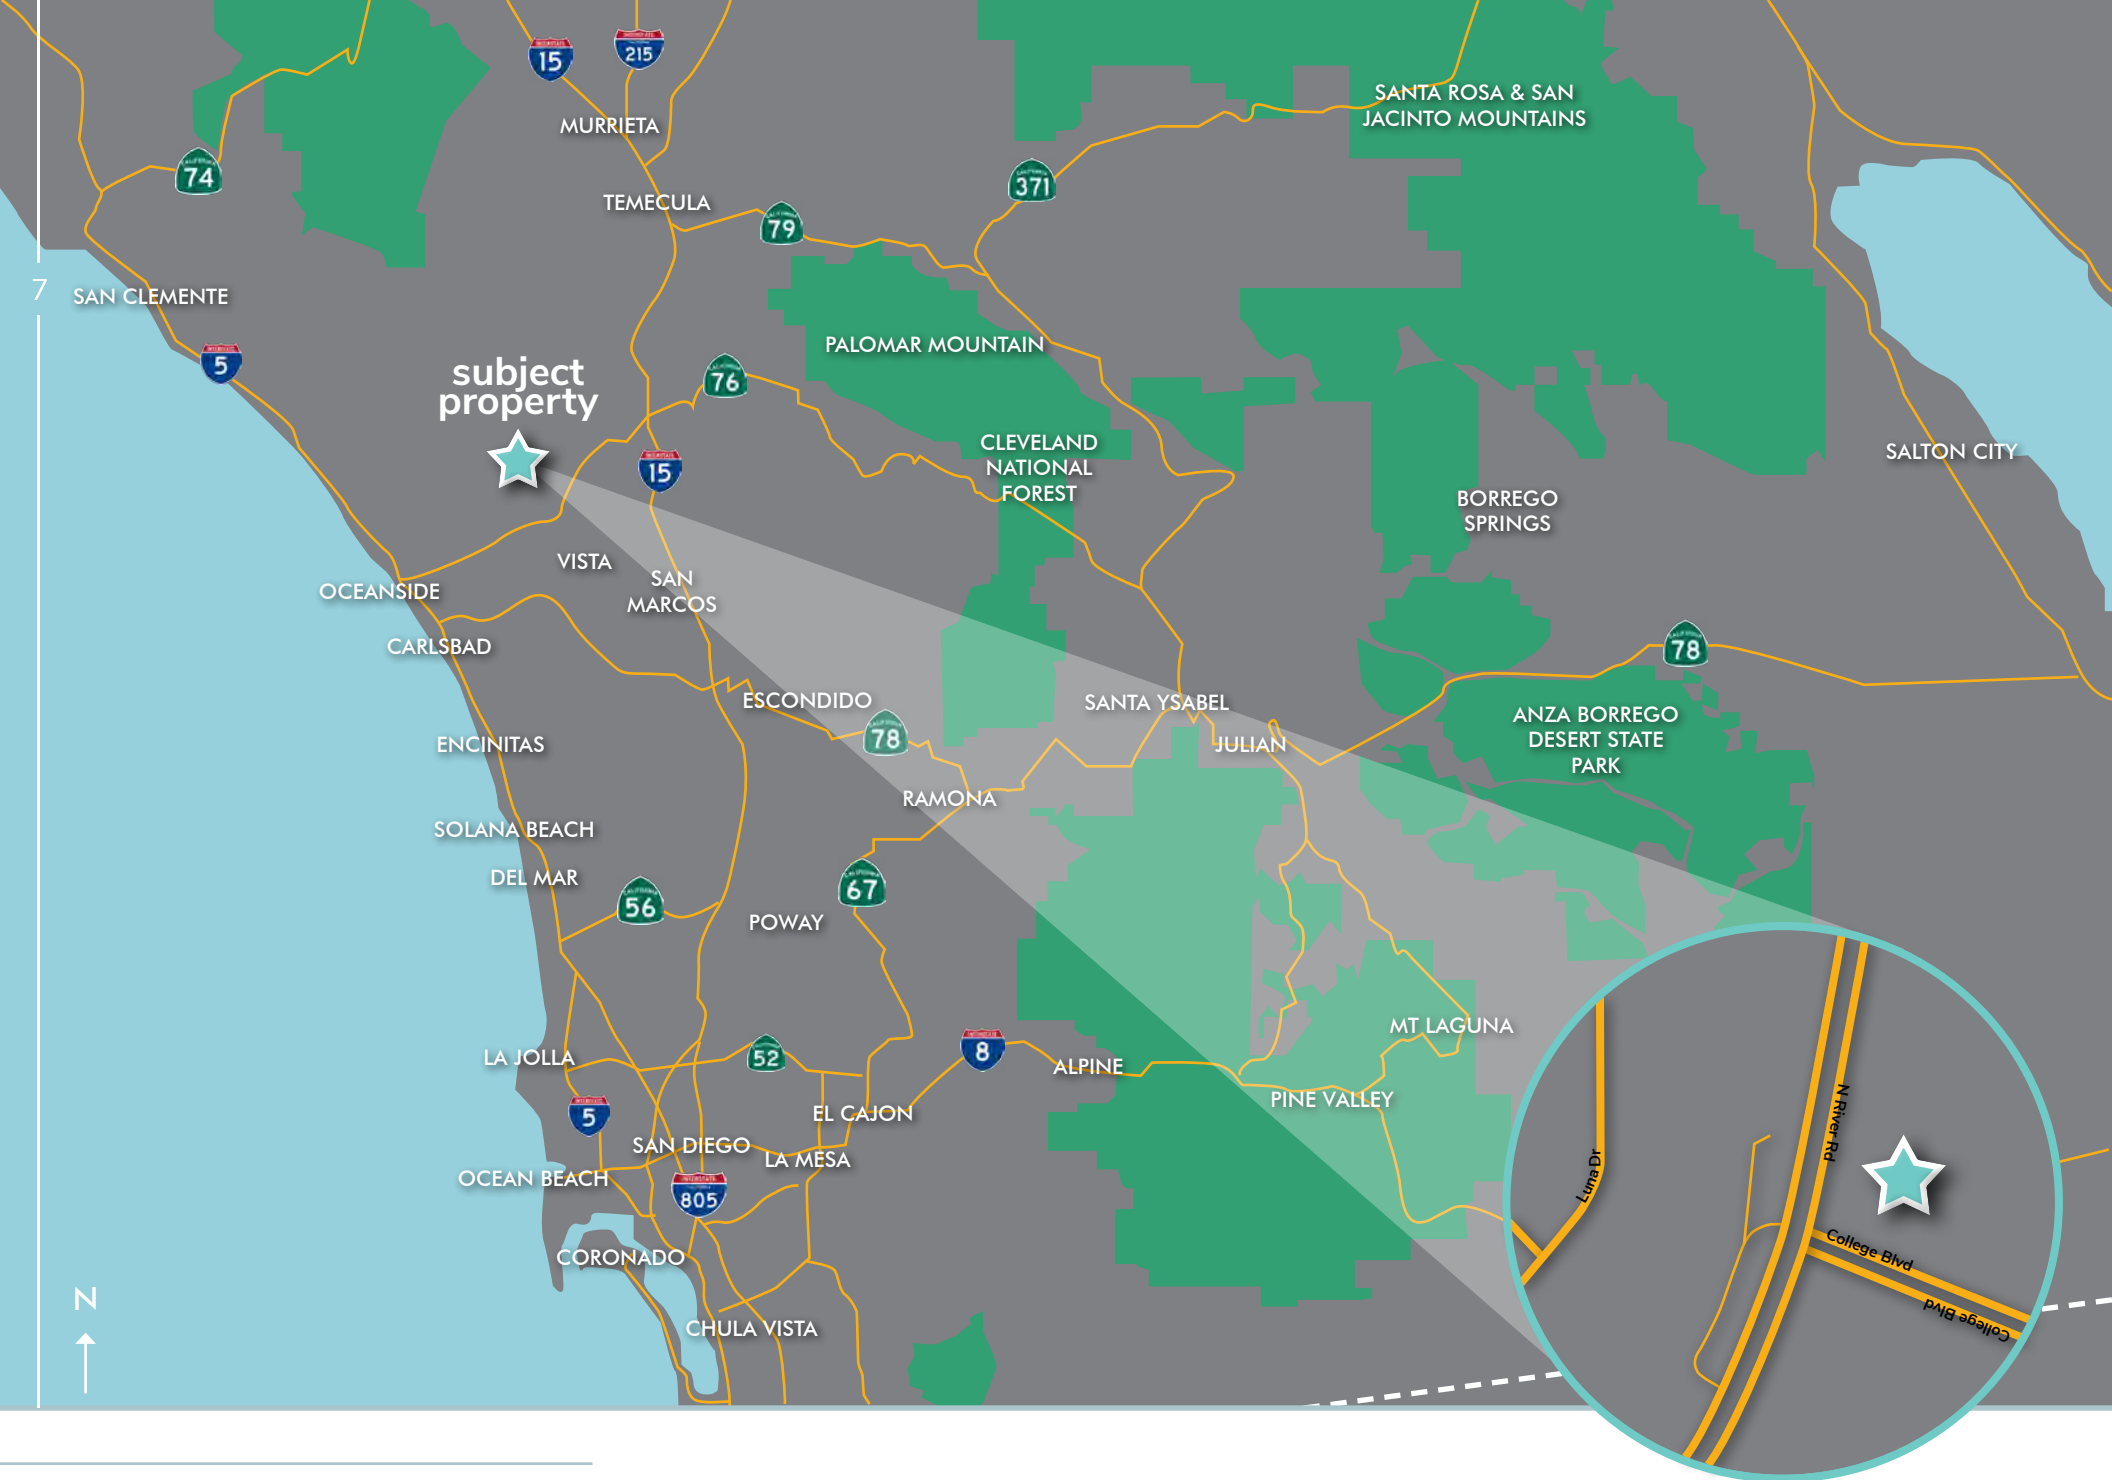 15
215
MURRIETA
SANTA ROSA & SAN
JACINTO MOUNTAINS
74
371
TEMECULA
79
7
SAN CLEMENTE
5
PALOMAR MOUNTAIN
subject
property
76
CLEVELAND
NATIONAL
FOREST
SALTON CITY
15
BORREGO
SPRINGS
VISTA
SAN
MARCOS
OCEANSIDE
CARLSBAD
78
ESCONDIDO
SANTA YSABEL
78
ANZA BORREGO
DESERT STATE
PARK
ENCINITAS
JULIAN
RAMONA
SOLANA BEACH
DEL MAR
67
56
POWAY
MT LAGUNA
LA JOLLA
52
8
ALPINE
5
PINE VALLEY
EL CAJON
SAN DIEGO
LA MESA
OCEAN BEACH
805
N River Rd
Luna Dr
CORONADO
College Blvd
College Blvd
N
CHULA VISTA